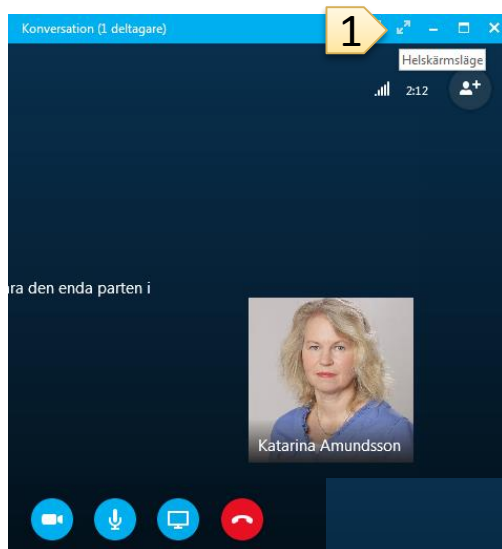 Konversation (1 deltagare)
1
Helskärmsläge
2:12
ra den enda parten i
Katarina Amundsson